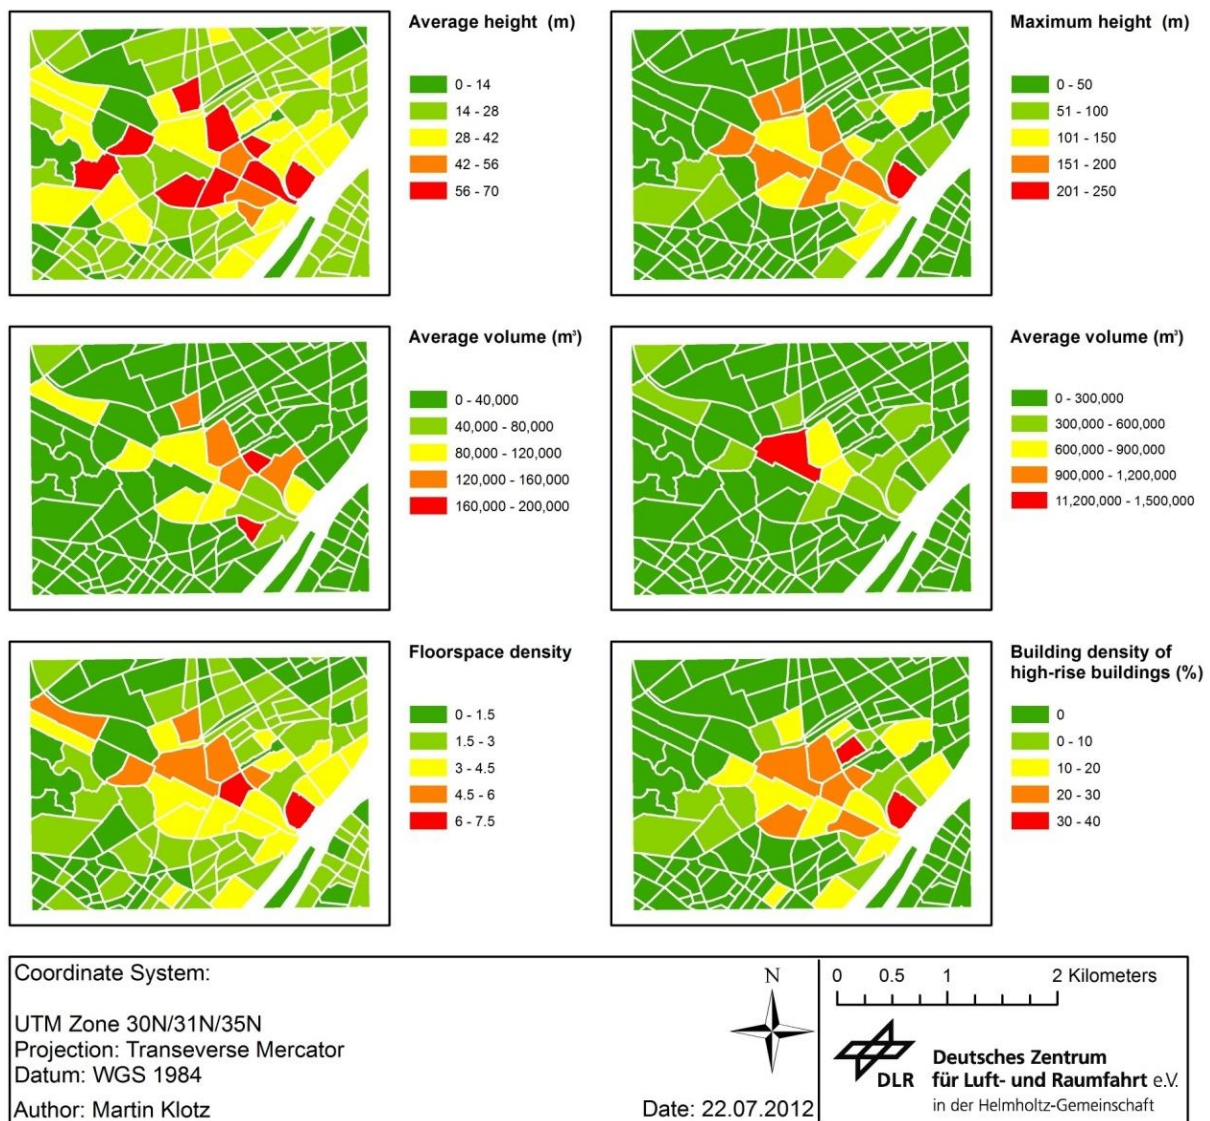 Average height (m)
0 - 14
14 - 28
28 - 42
42 - 56
56 - 70
Maximum height (m)
0 - 50
51 - 100
101 - 150
151 - 200
201 - 250
Average volume (m³)
0 - 40,000
40,000 - 80,000
80,000 - 120,000
120,000 - 160,000
160,000 - 200,000
Average volume (m³)
0 - 300,000
300,000 - 600,000
600,000 - 900,000
900,000 - 1,200,000
11,200,000 - 1,500,000
Floorspace density
0 - 1.5
1.5 - 3
3 - 4.5
4.5 - 6
6 - 7.5
Building density of
high-rise buildings (%)
0
0 - 10
10 - 20
20 - 30
30 - 40
Coordinate System:
UTM Zone 30N/31N/35N
Projection: Transeverse Mercator
Datum: WGS 1984
Author: Martin Klotz
N
Date: 22.07.2012
0 0.5 1 2 Kilometers
DLR
Deutsches Zentrum
für Luft- und Raumfahrt e.V.
in der Helmholtz-Gemeinschaft